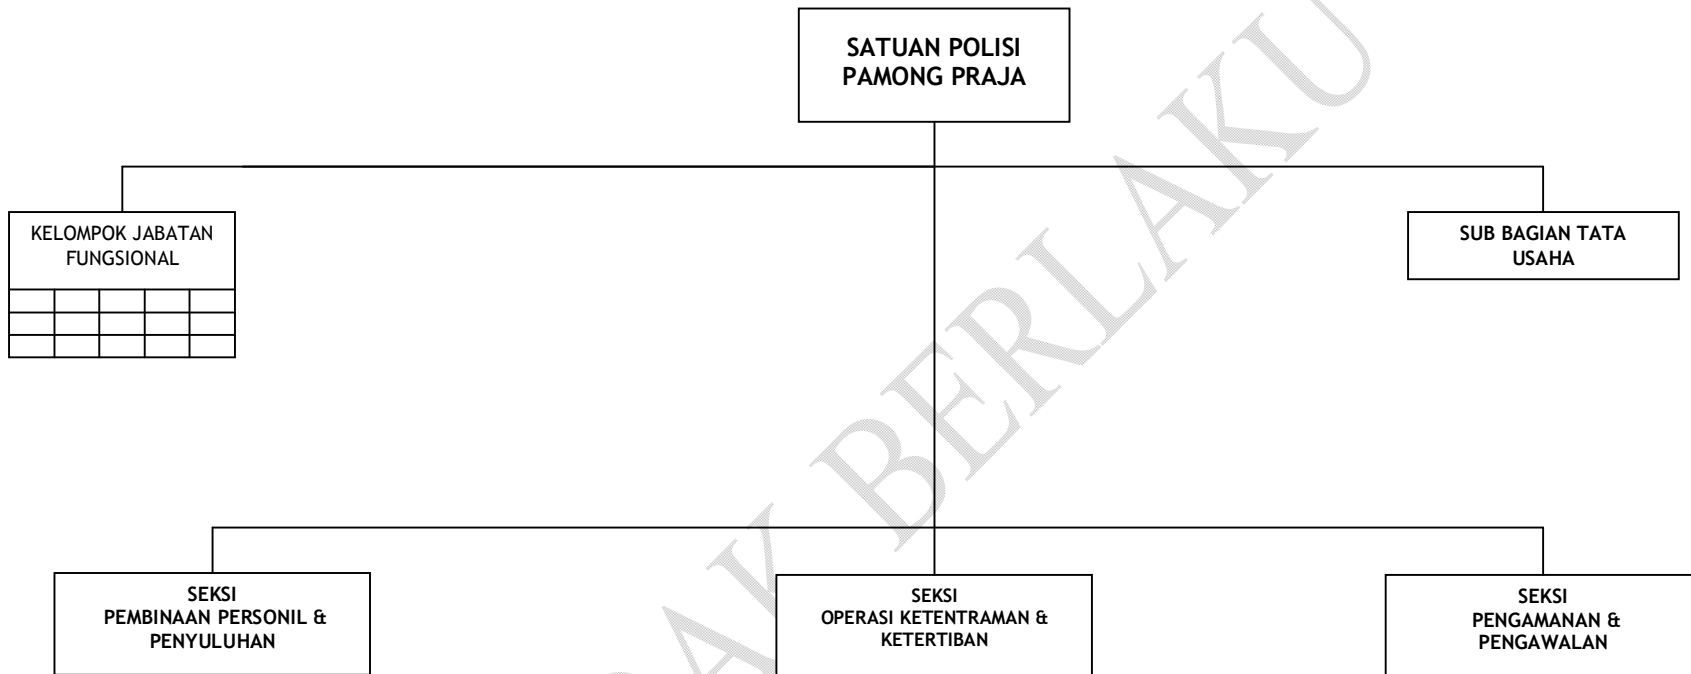 SATUAN POLISI
PAMONG PRAJA
KELOMPOK JABATAN
FUNGSIONAL
SUB BAGIAN TATA
USAHA
SEKSI
PEMBINAAN PERSONIL &
PENYULUHAN
SEKSI
OPERASI KETENTRAMAN &
KETERTIBAN
SEKSI
PENGAMANAN &
PENGAWALAN
AK BERLAKU